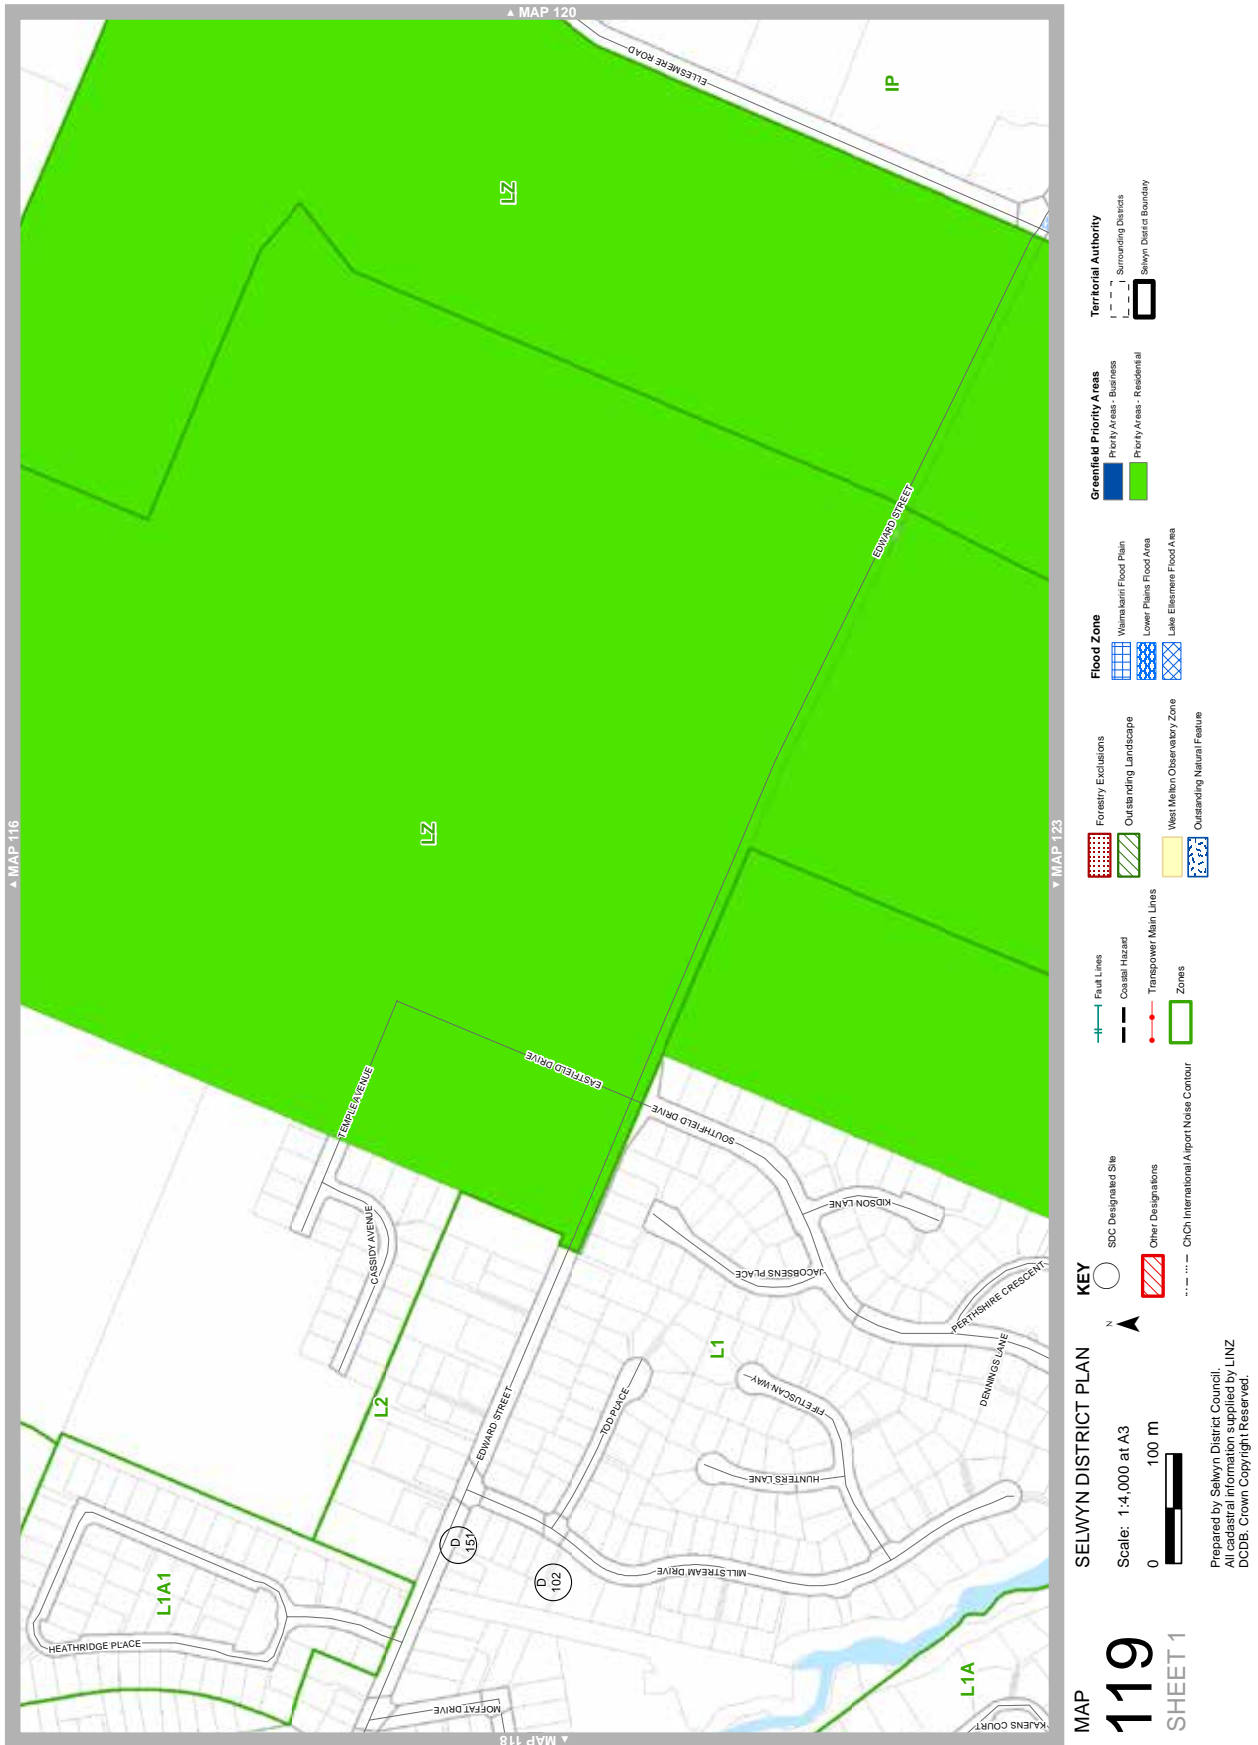 ▲ MAP 120
▲ MAP 116
▼ MAP 123
MAP 118 ▲
ELLESMERE ROAD
IP
LZ
LZ
EDWARD STREET
TEMPLE AVENUE
EASTFIELD DRIVE
CASSIDY AVENUE
SOUTHFIELD DRIVE
KIDSON LANE
JACOBSENS PLACE
PERTHSHIRE CRESCENT
DENNINGS LANE
L1
L2
EDWARD STREET
TOD PLACE
FIFETUSCAN WAY
HUNTERS LANE
MILLSTREAM DRIVE
D
151
D
102
L1A1
HEATHRIDGE PLACE
MOFFAT DRIVE
L1A
KAJENS COURT
MAP
119
SHEET 1
SELWYN DISTRICT PLAN
Scale: 1:4,000 at A3
0 100 m
N
Prepared by Selwyn District Council.
All cadastral information supplied by LINZ
DCDB. Crown Copyright Reserved.
KEY
SDC Designated Site
Other Designations
ChCh International Airport Noise Contour
Fault Lines
Coastal Hazard
Transpower Main Lines
Zones
Forestry Exclusions
Outstanding Landscape
West Melton Observatory Zone
Outstanding Natural Feature
Flood Zone
Waimakariri Flood Plain
Lower Plains Flood Area
Lake Ellesmere Flood Area
Greenfield Priority Areas
Priority Areas - Business
Priority Areas - Residential
Territorial Authority
Surrounding Districts
Selwyn District Boundary